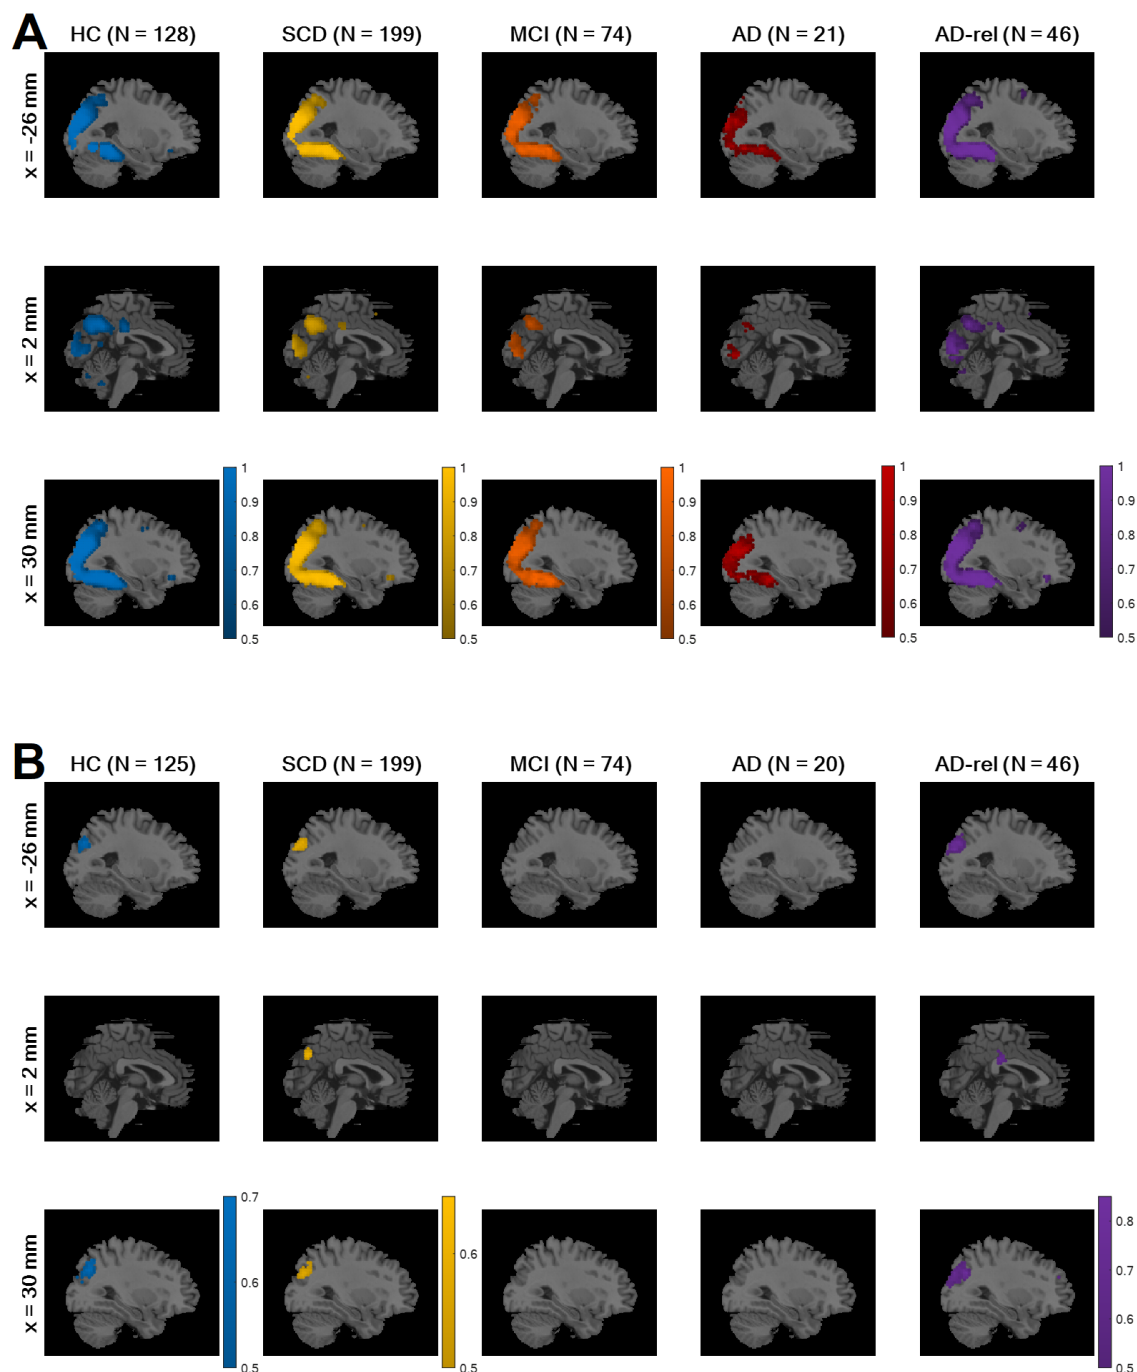 A
HC (N = 128) SCD (N = 199) MCI (N = 74) AD (N = 21) AD-rel (N = 46)
x = -26 mm
x = 2 mm
x = 30 mm
1 1 1 1 1
0.9 0.9 0.9 0.9 0.9
0.8 0.8 0.8 0.8 0.8
0.7 0.7 0.7 0.7 0.7
0.6 0.6 0.6 0.6 0.6
0.5 0.5 0.5 0.5 0.5
B
HC (N = 125) SCD (N = 199) MCI (N = 74) AD (N = 20) AD-rel (N = 46)
x = -26 mm
x = 2 mm
x = 30 mm
0.7 0.8
0.6 0.6 0.7
0.6
0.5 0.5 0.5